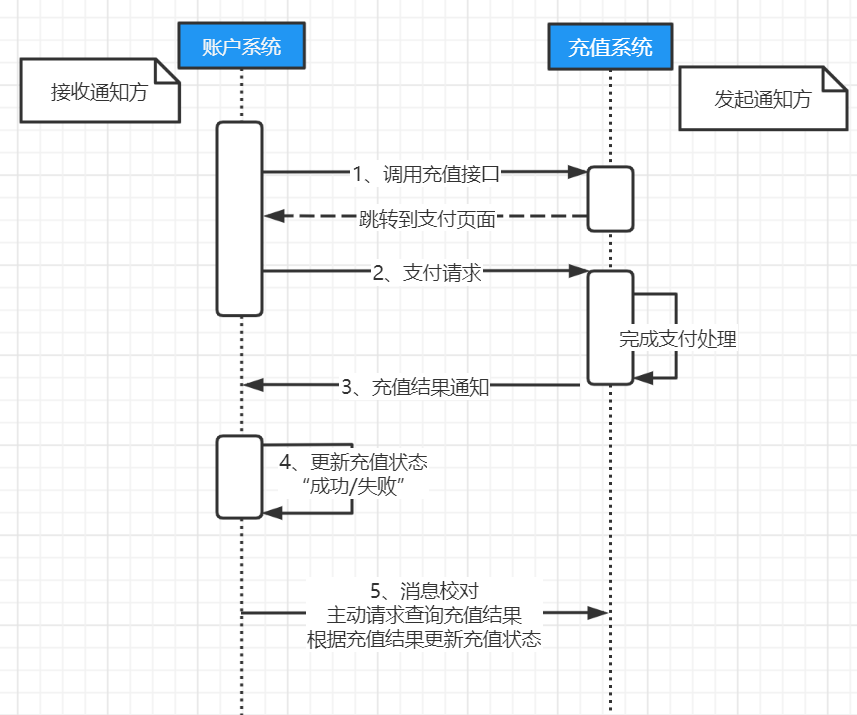 账户系统
充值系统
接收通知方
发起通知方
1、调用充值接口
跳转到支付页面
2、支付请求
完成支付处理
3、充值结果通知
4、更新充值状态
“成功/失败”
5、消息校对
主动请求查询充值结果
根据充值结果更新充值状态